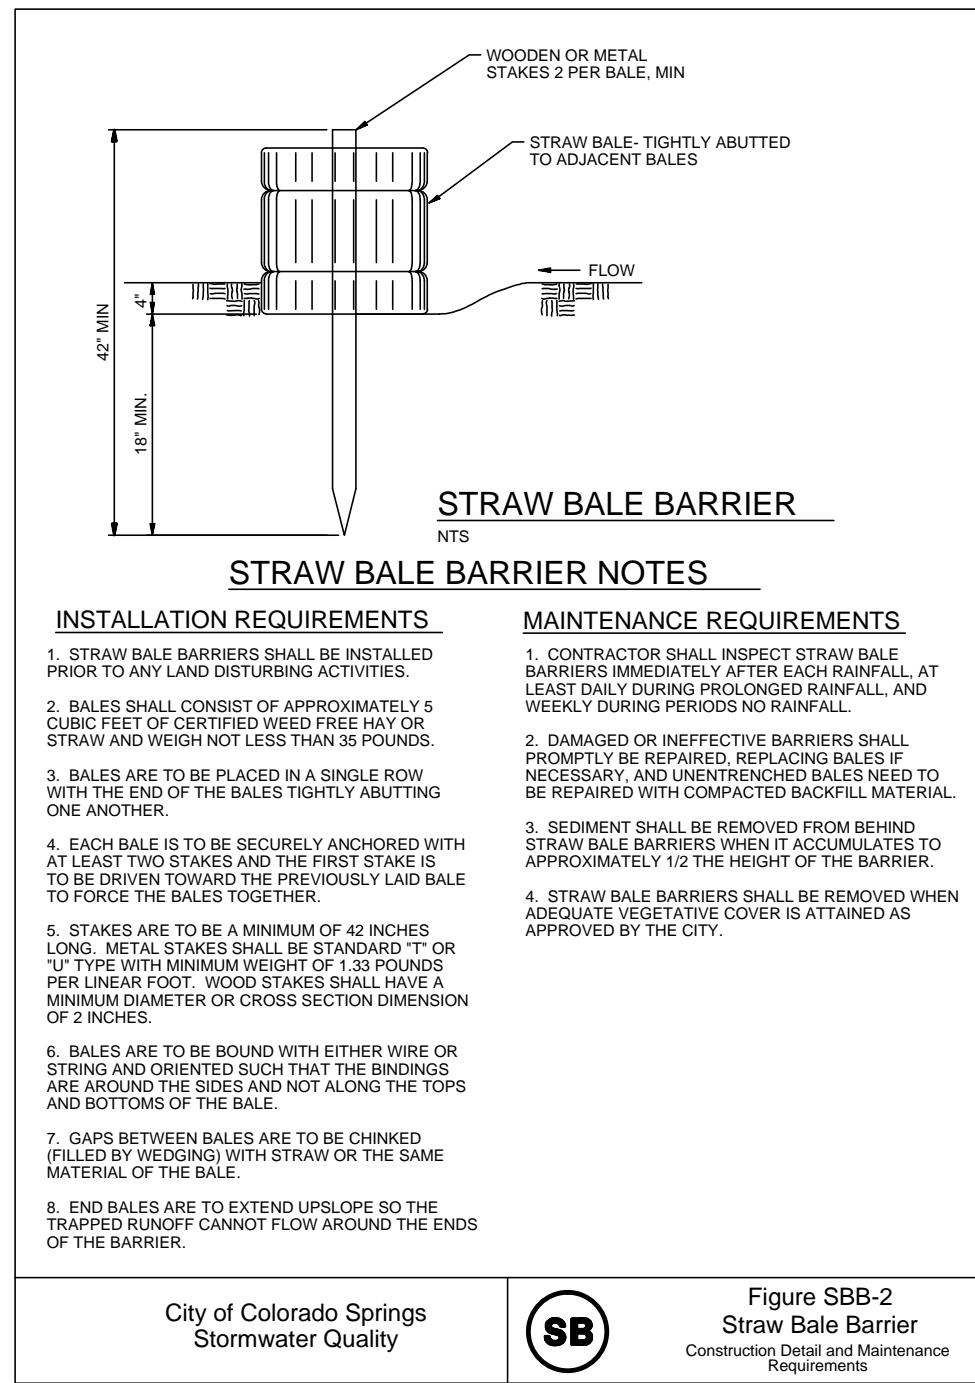 WOODEN OR METAL
STAKES 2 PER BALE, MIN
STRAW BALE- TIGHTLY ABUTTED
TO ADJACENT BALES
FLOW
4"
42" MIN
18" MIN.
STRAW BALE BARRIER
NTS
STRAW BALE BARRIER NOTES
INSTALLATION REQUIREMENTS
1. STRAW BALE BARRIERS SHALL BE INSTALLED
PRIOR TO ANY LAND DISTURBING ACTIVITIES.
2. BALES SHALL CONSIST OF APPROXIMATELY 5
CUBIC FEET OF CERTIFIED WEED FREE HAY OR
STRAW AND WEIGH NOT LESS THAN 35 POUNDS.
3. BALES ARE TO BE PLACED IN A SINGLE ROW
WITH THE END OF THE BALES TIGHTLY ABUTTING
ONE ANOTHER.
4. EACH BALE IS TO BE SECURELY ANCHORED WITH
AT LEAST TWO STAKES AND THE FIRST STAKE IS
TO BE DRIVEN TOWARD THE PREVIOUSLY LAID BALE
TO FORCE THE BALES TOGETHER.
5. STAKES ARE TO BE A MINIMUM OF 42 INCHES
LONG. METAL STAKES SHALL BE STANDARD "T" OR
"U" TYPE WITH MINIMUM WEIGHT OF 1.33 POUNDS
PER LINEAR FOOT. WOOD STAKES SHALL HAVE A
MINIMUM DIAMETER OR CROSS SECTION DIMENSION
OF 2 INCHES.
6. BALES ARE TO BE BOUND WITH EITHER WIRE OR
STRING AND ORIENTED SUCH THAT THE BINDINGS
ARE AROUND THE SIDES AND NOT ALONG THE TOPS
AND BOTTOMS OF THE BALE.
7. GAPS BETWEEN BALES ARE TO BE CHINKED
(FILLED BY WEDGING) WITH STRAW OR THE SAME
MATERIAL OF THE BALE.
8. END BALES ARE TO EXTEND UPSLOPE SO THE
TRAPPED RUNOFF CANNOT FLOW AROUND THE ENDS
OF THE BARRIER.
MAINTENANCE REQUIREMENTS
1. CONTRACTOR SHALL INSPECT STRAW BALE
BARRIERS IMMEDIATELY AFTER EACH RAINFALL, AT
LEAST DAILY DURING PROLONGED RAINFALL, AND
WEEKLY DURING PERIODS NO RAINFALL.
2. DAMAGED OR INEFFECTIVE BARRIERS SHALL
PROMPTLY BE REPAIRED, REPLACING BALES IF
NECESSARY, AND UNENTRENCHED BALES NEED TO
BE REPAIRED WITH COMPACTED BACKFILL MATERIAL.
3. SEDIMENT SHALL BE REMOVED FROM BEHIND
STRAW BALE BARRIERS WHEN IT ACCUMULATES TO
APPROXIMATELY 1/2 THE HEIGHT OF THE BARRIER.
4. STRAW BALE BARRIERS SHALL BE REMOVED WHEN
ADEQUATE VEGETATIVE COVER IS ATTAINED AS
APPROVED BY THE CITY.
City of Colorado Springs
Stormwater Quality
SB
Figure SBB-2
Straw Bale Barrier
Construction Detail and Maintenance
Requirements